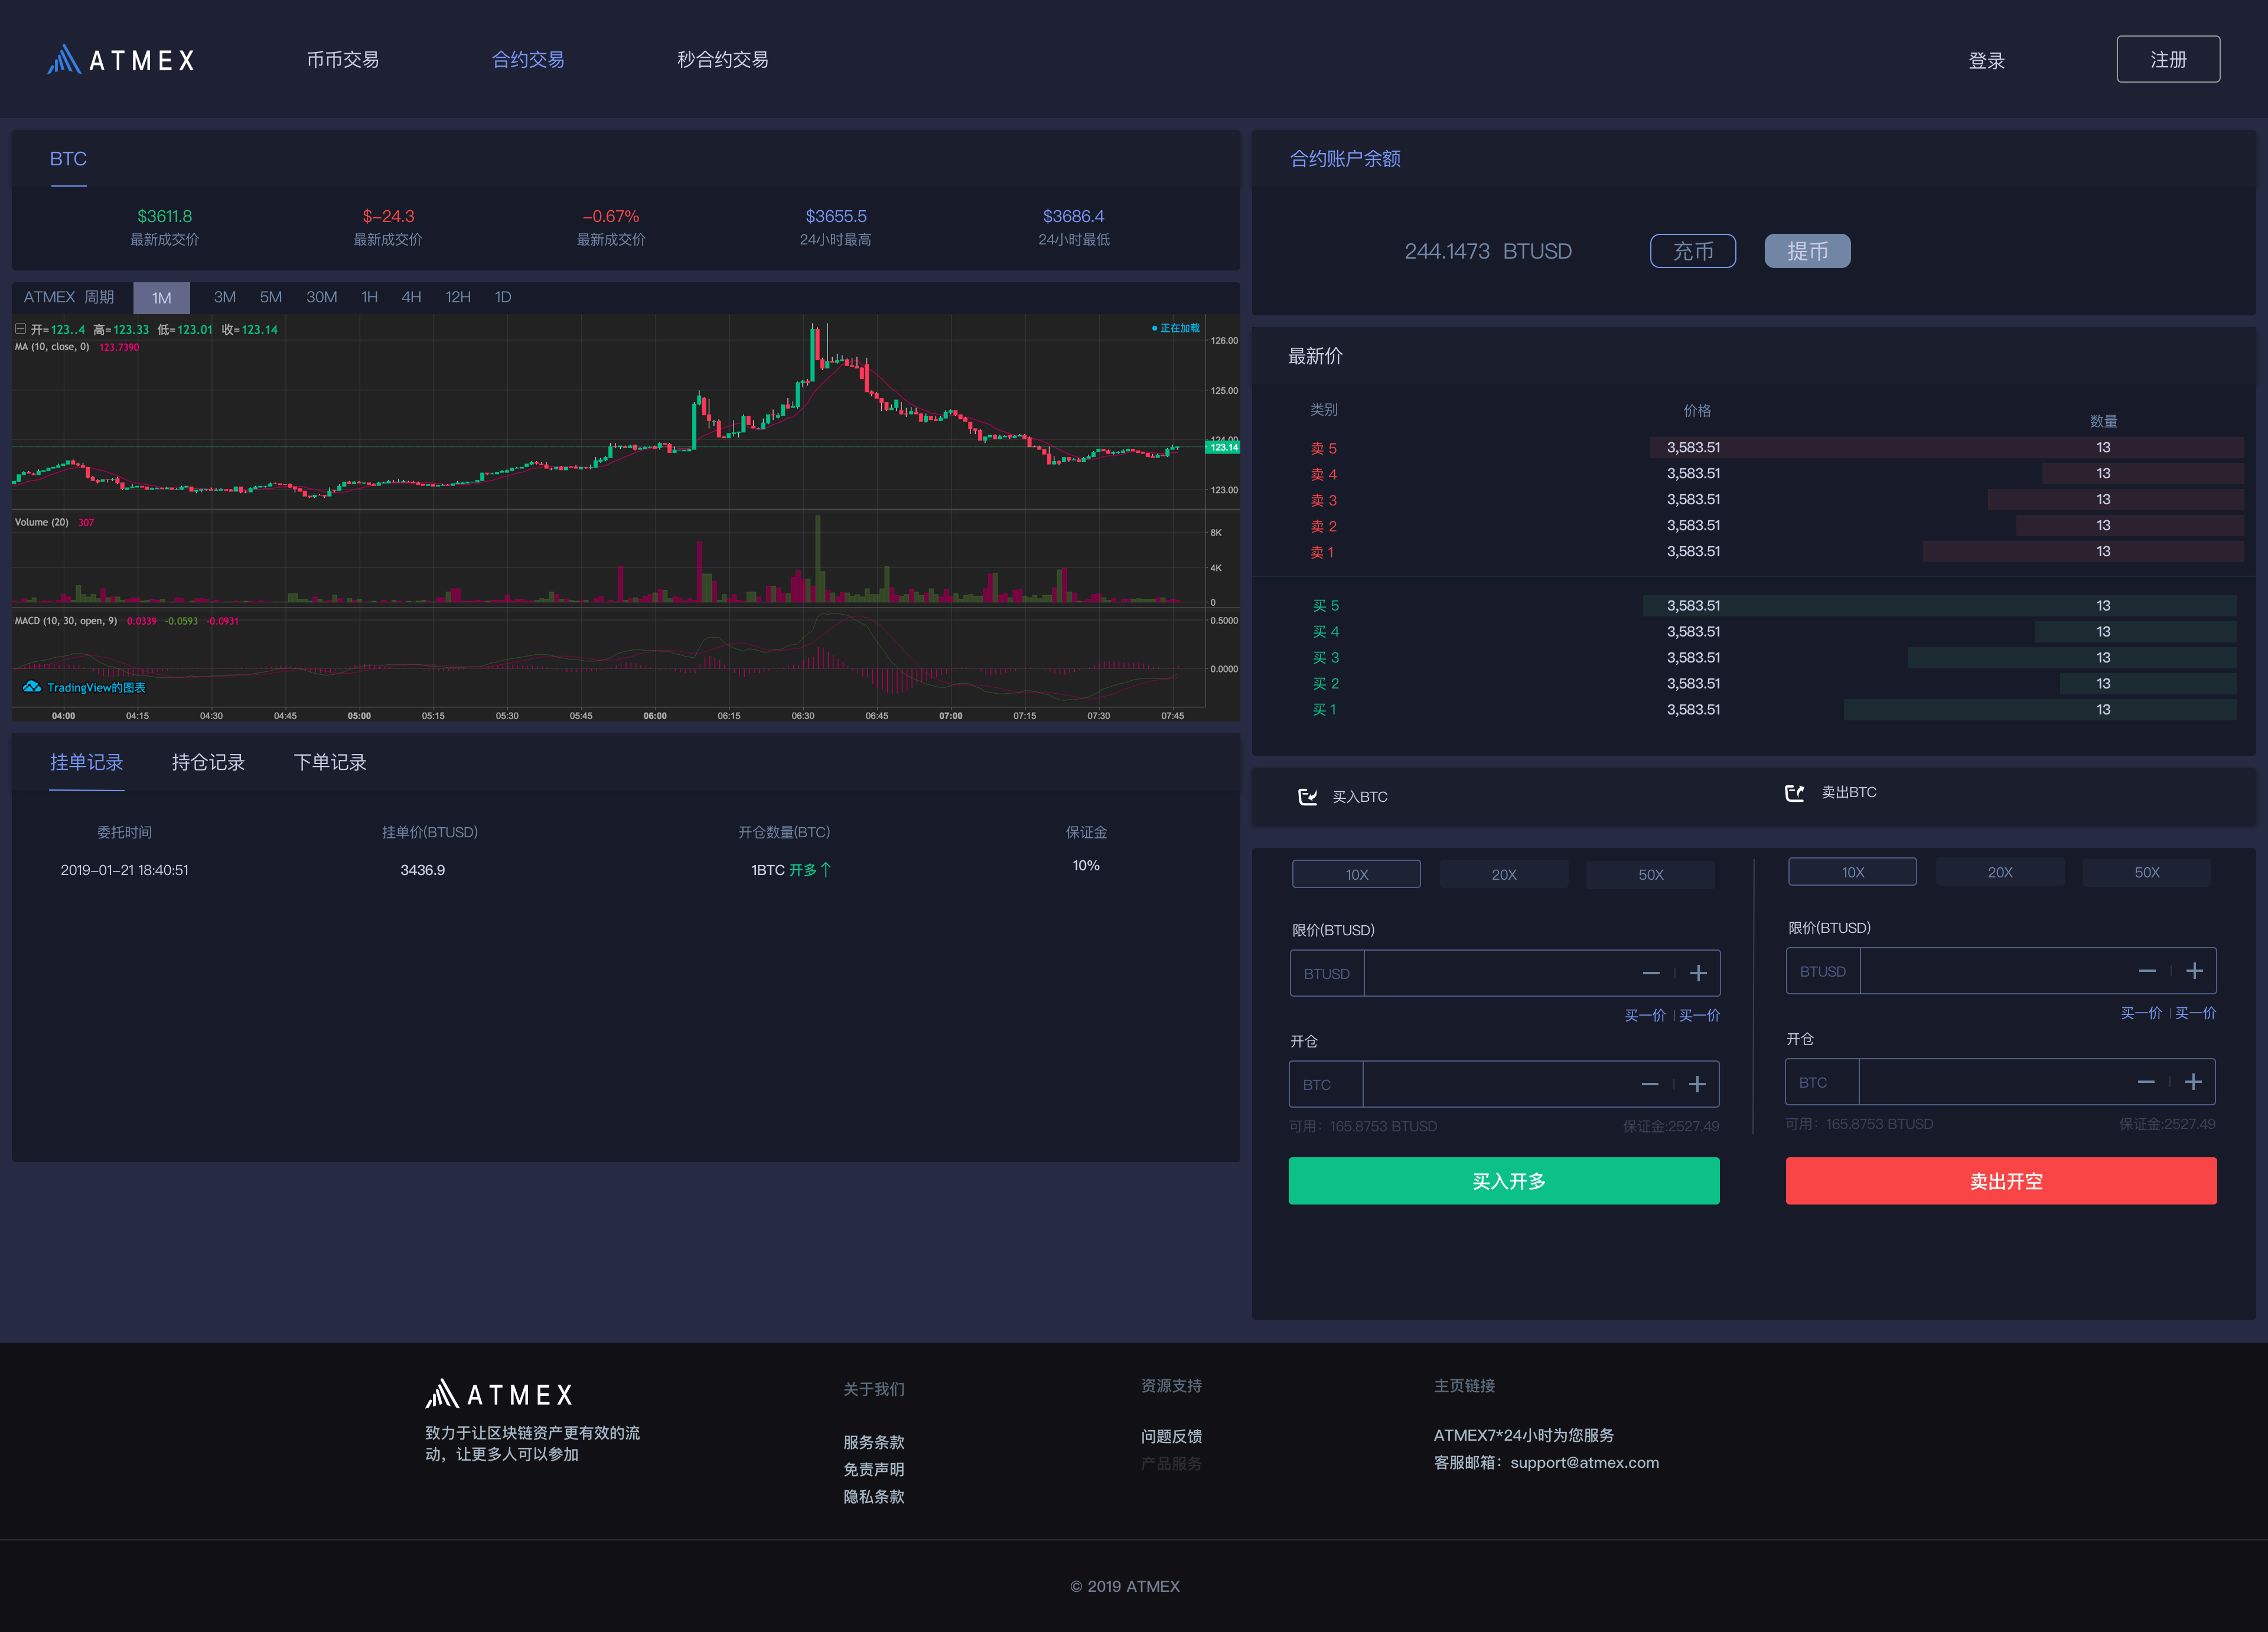 ATMEX 币币交易 合约交易 秒合约交易 登录 注册
BTC
$3611.8 $-24.3 -0.67% $3655.5 $3686.4
最新成交价 最新成交价 最新成交价 24小时最高 24小时最低
ATMEX 周期 1M 3M 5M 30M 1H 4H 12H 1D
开=123..4 高=123.33 低=123.01 收=123.14
正在加载
MA (10, close, 0) 123.7390
126.00
125.00
124.00
123.14
123.00
Volume (20) 307
8K
4K
0
MACD (10, 30, open, 9) 0.0339 -0.0593 -0.0931
0.5000
0.0000
TradingView的图表
04:00 04:15 04:30 04:45 05:00 05:15 05:30 05:45 06:00 06:15 06:30 06:45 07:00 07:15 07:30 07:45
挂单记录 持仓记录 下单记录
委托时间 挂单价(BTUSD) 开仓数量(BTC) 保证金
2019-01-21 18:40:51 3436.9 1BTC 开多↑ 10%
合约账户余额
244.1473 BTUSD 充币 提币
最新价
类别 价格 数量
卖 5 3,583.51 13
卖 4 3,583.51 13
卖 3 3,583.51 13
卖 2 3,583.51 13
卖 1 3,583.51 13
买 5 3,583.51 13
买 4 3,583.51 13
买 3 3,583.51 13
买 2 3,583.51 13
买 1 3,583.51 13
买入BTC 卖出BTC
10X 20X 50X
限价(BTUSD)
BTUSD
买一价 | 买一价
开仓
BTC
可用：165.8753 BTUSD 保证金:2527.49
买入开多
10X 20X 50X
限价(BTUSD)
BTUSD
买一价 | 买一价
开仓
BTC
可用：165.8753 BTUSD 保证金:2527.49
卖出开空
ATMEX
致力于让区块链资产更有效的流
动，让更多人可以参加
关于我们
服务条款
免责声明
隐私条款
资源支持
问题反馈
产品服务
主页链接
ATMEX7*24小时为您服务
客服邮箱：support@atmex.com
© 2019 ATMEX